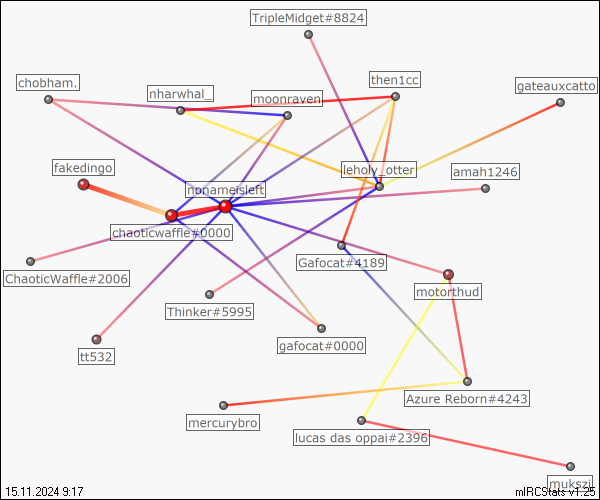 TripleMidget#8824
then1cc
chobham.
gateauxcatto
nharwhal_
moonraven
fakedingo
leholy_otter
amah1246
nonameisleft
chaoticwaffle#0000
Gafocat#4189
ChaoticWaffle#2006
motorthud
Thinker#5995
gafocat#0000
tt532
Azure Reborn#4243
mercurybro
lucas das oppai#2396
mukszi
15.11.2024 9:17
mIRCStats v1.25